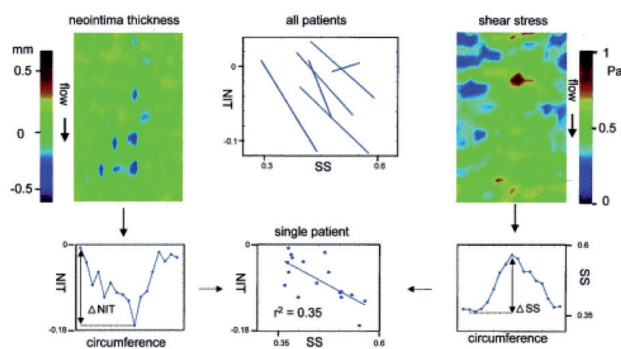 neointima thickness
all patients
shear stress
mm
0.5
0
-0.5
flow
NIT
0
-0.1
0.3
SS
0.6
flow
1
Pa
0.5
0
single patient
NIT
0
-0.18
ΔNIT
circumference
NIT
0
-0.18
r² = 0.35
0.35
SS
0.6
ΔSS
circumference
0.6
SS
0.35